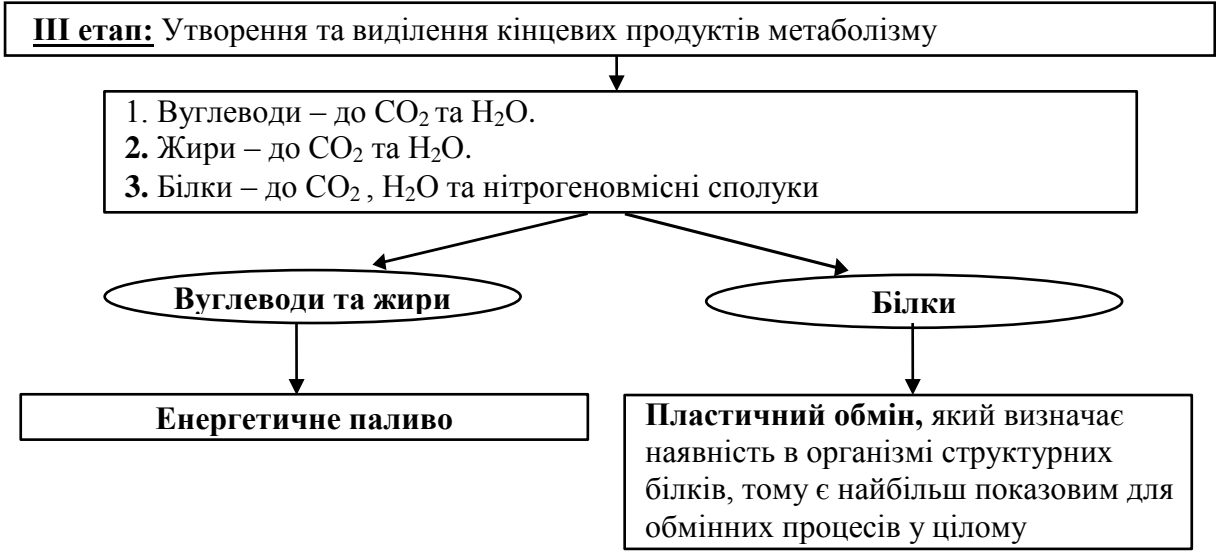 III етап: Утворення та виділення кінцевих продуктів метаболізму
1. Вуглеводи – до CO₂ та H₂O.
2. Жири – до CO₂ та H₂O.
3. Білки – до CO₂ , H₂O та нітрогеновмісні сполуки
Вуглеводи та жири
Білки
Енергетичне паливо
Пластичний обмін, який визначає
наявність в організмі структурних
білків, тому є найбільш показовим для
обмінних процесів у цілому